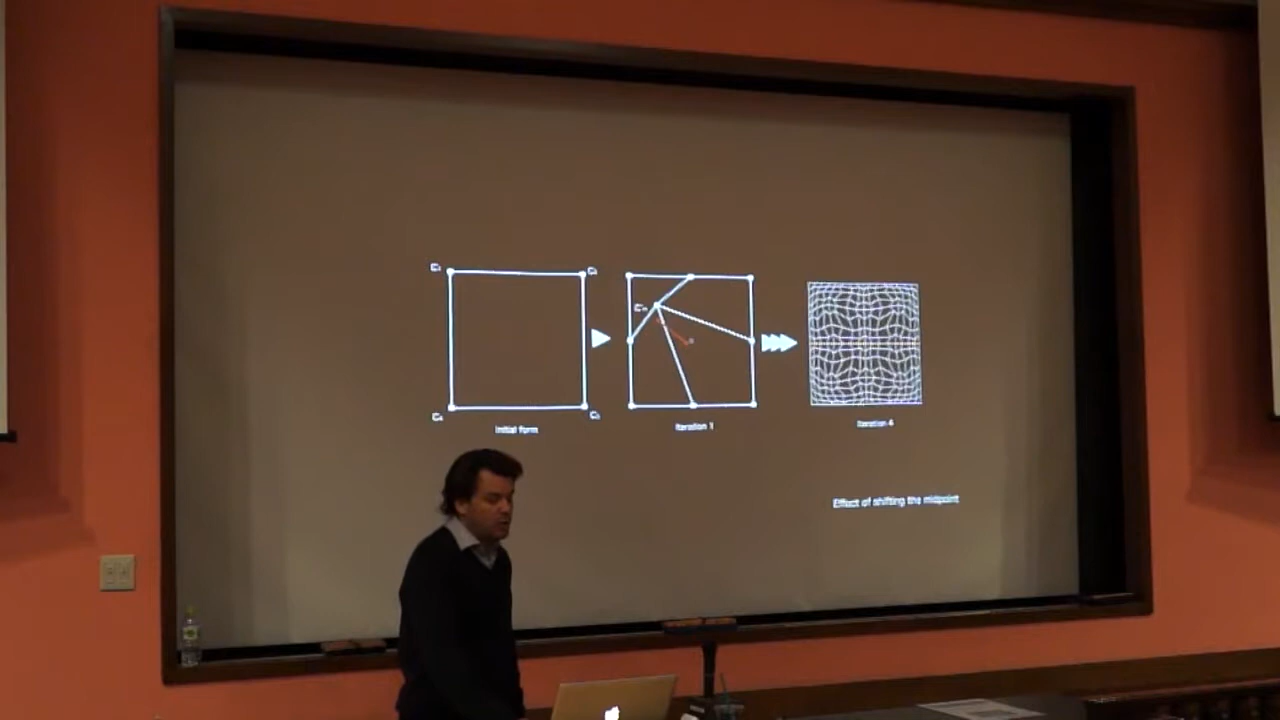 Initial form
Iteration 1
Iteration 4
Effect of shifting the midpoint